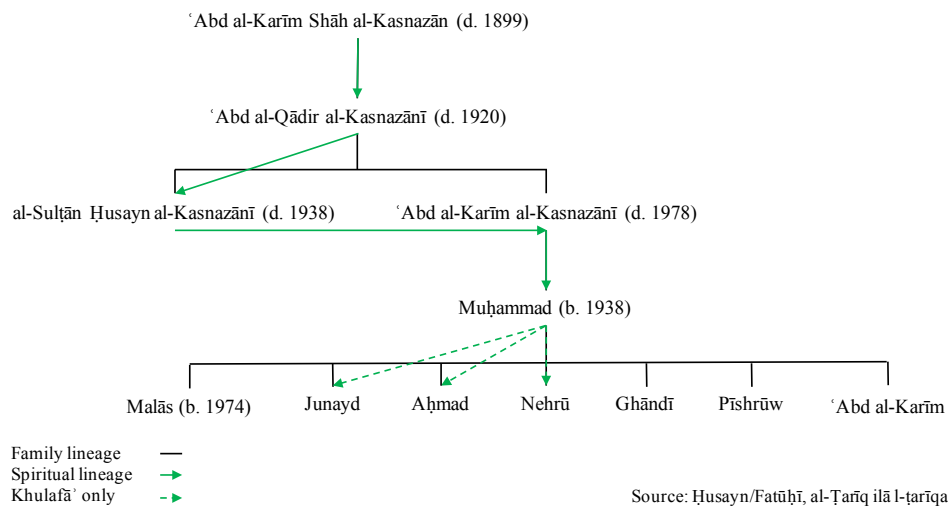 ʿAbd al-Karīm Shāh al-Kasnazān (d. 1899)
ʿAbd al-Qādir al-Kasnazānī (d. 1920)
al-Sulṭān Ḥusayn al-Kasnazānī (d. 1938) ʿAbd al-Karīm al-Kasnazānī (d. 1978)
Muḥammad (b. 1938)
Malās (b. 1974) Junayd Aḥmad Nehrū Ghāndī Pīshrūw ʿAbd al-Karīm
Family lineage
Spiritual lineage
Khulafāʾ only
Source: Ḥusayn/Fatūḥī, al-Ṭarīq ilā l-ṭarīqa